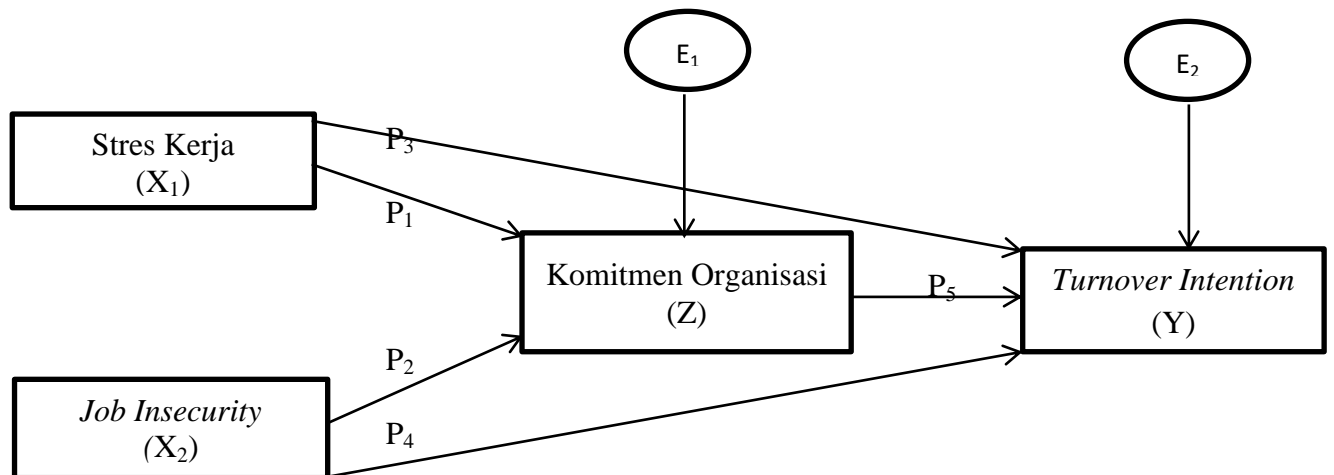 E₁
E₂
Stres Kerja
(X₁)
P₃
P₁
Komitmen Organisasi
(Z)
P₅
Turnover Intention
(Y)
P₂
Job Insecurity
(X₂)
P₄